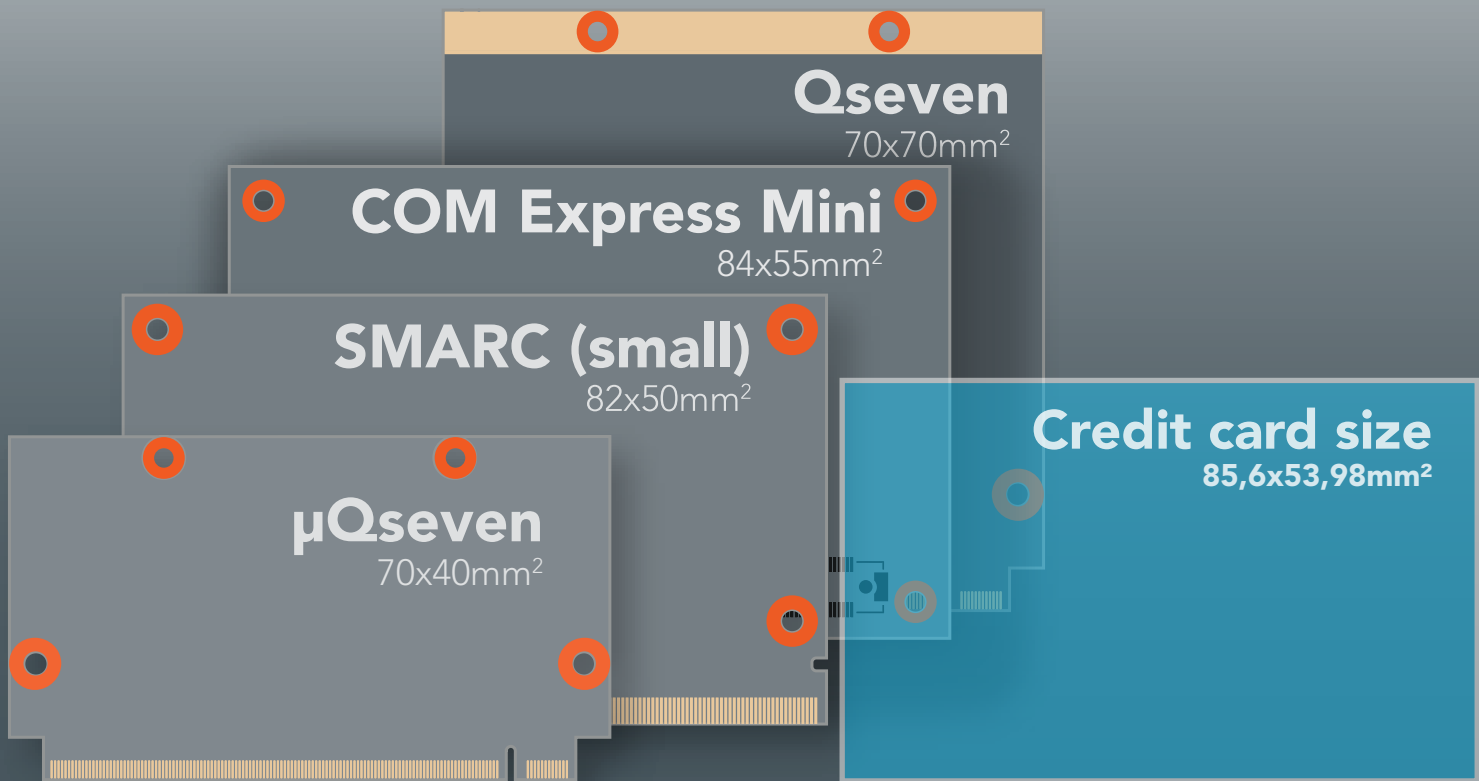 Qseven
70x70mm²
COM Express Mini
84x55mm²
SMARC (small)
82x50mm²
Credit card size
85,6x53,98mm²
µQseven
70x40mm²